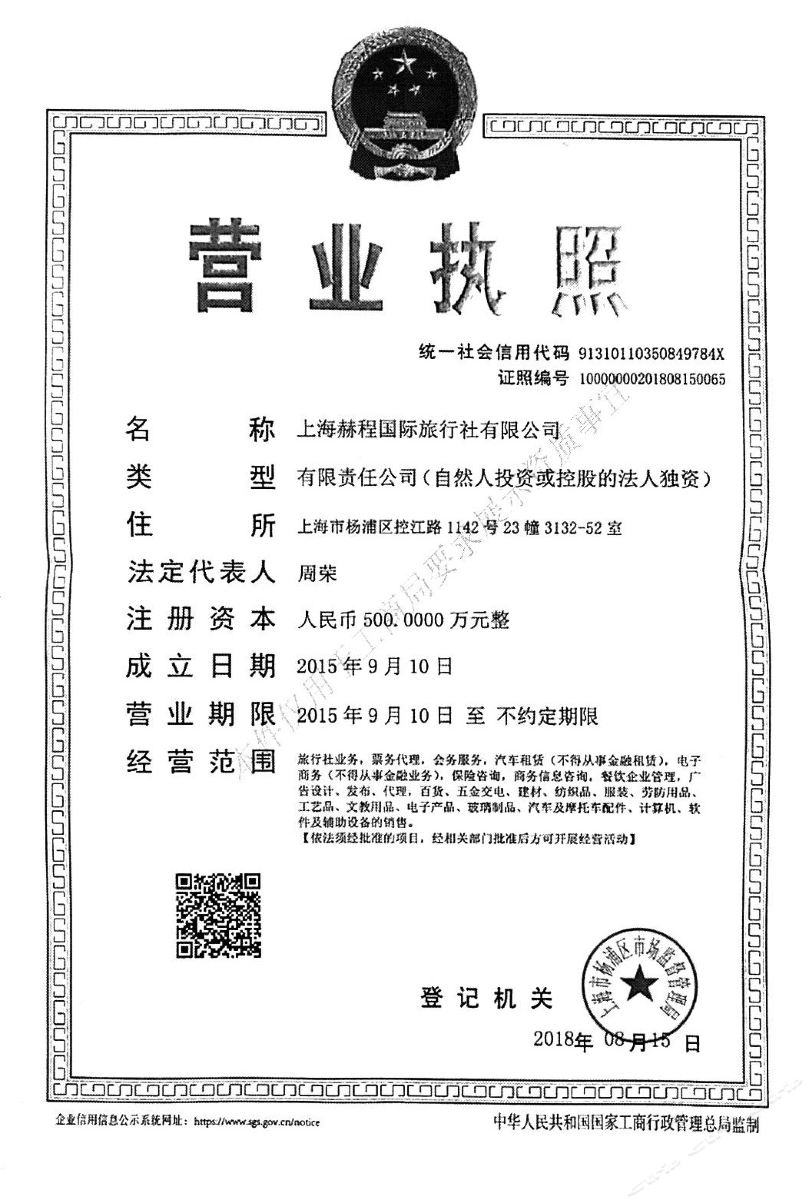 营业执照
统一社会信用代码 91310110350849784X
证照编号 10000000201808150065
名称 上海赫程国际旅行社有限公司
类型 有限责任公司（自然人投资或控股的法人独资）
住所 上海市杨浦区控江路 1142 号 23 幢 3132-52 室
法定代表人 周荣
注册资本 人民币 500.0000 万元整
成立日期 2015 年 9 月 10 日
营业期限 2015 年 9 月 10 日 至 不约定期限
经营范围 旅行社业务，票务代理，会务服务，汽车租赁（不得从事金融租赁），电子
商务（不得从事金融业务），保险咨询，商务信息咨询，餐饮企业管理，广
告设计、发布、代理，百货、五金交电、建材、纺织品、服装、劳防用品、
工艺品、文教用品、电子产品、玻璃制品、汽车及摩托车配件、计算机、软
件及辅助设备的销售。
【依法须经批准的项目，经相关部门批准后方可开展经营活动】
本件仅用于工商局要求提示资质事宜
上海市杨浦区市场监督管理局
登记机关
2018年 08月15 日
企业信用信息公示系统网址：https://www.sgs.gov.cn/notice
中华人民共和国国家工商行政管理总局监制